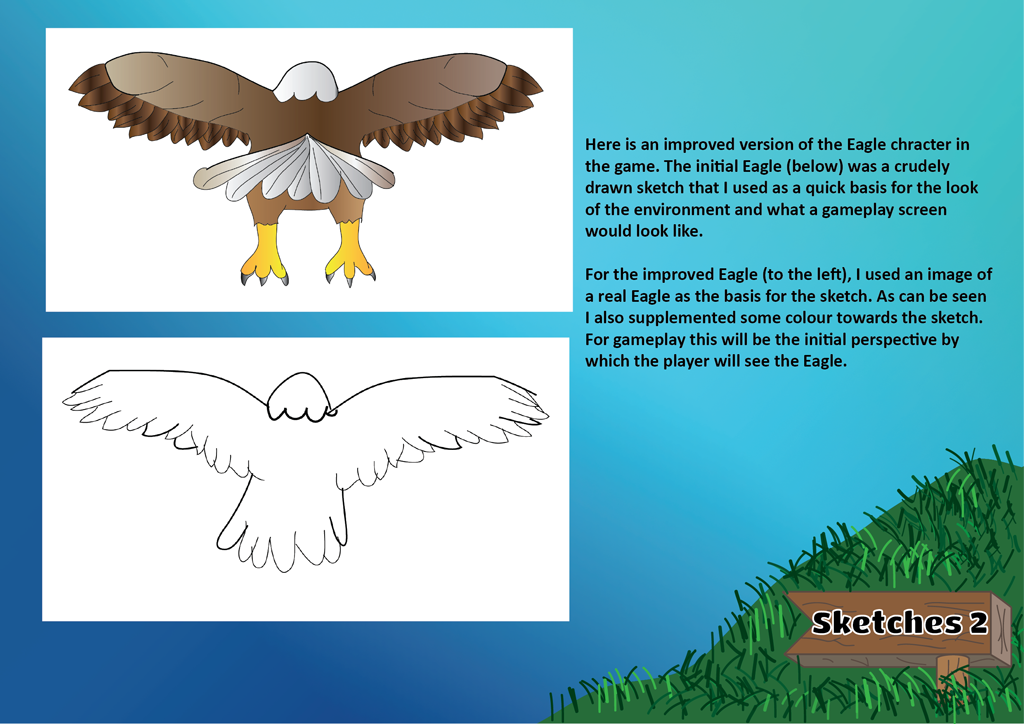 Here is an improved version of the Eagle chracter in
the game. The initial Eagle (below) was a crudely
drawn sketch that I used as a quick basis for the look
of the environment and what a gameplay screen
would look like.
For the improved Eagle (to the left), I used an image of
a real Eagle as the basis for the sketch. As can be seen
I also supplemented some colour towards the sketch.
For gameplay this will be the initial perspective by
which the player will see the Eagle.
Sketches 2